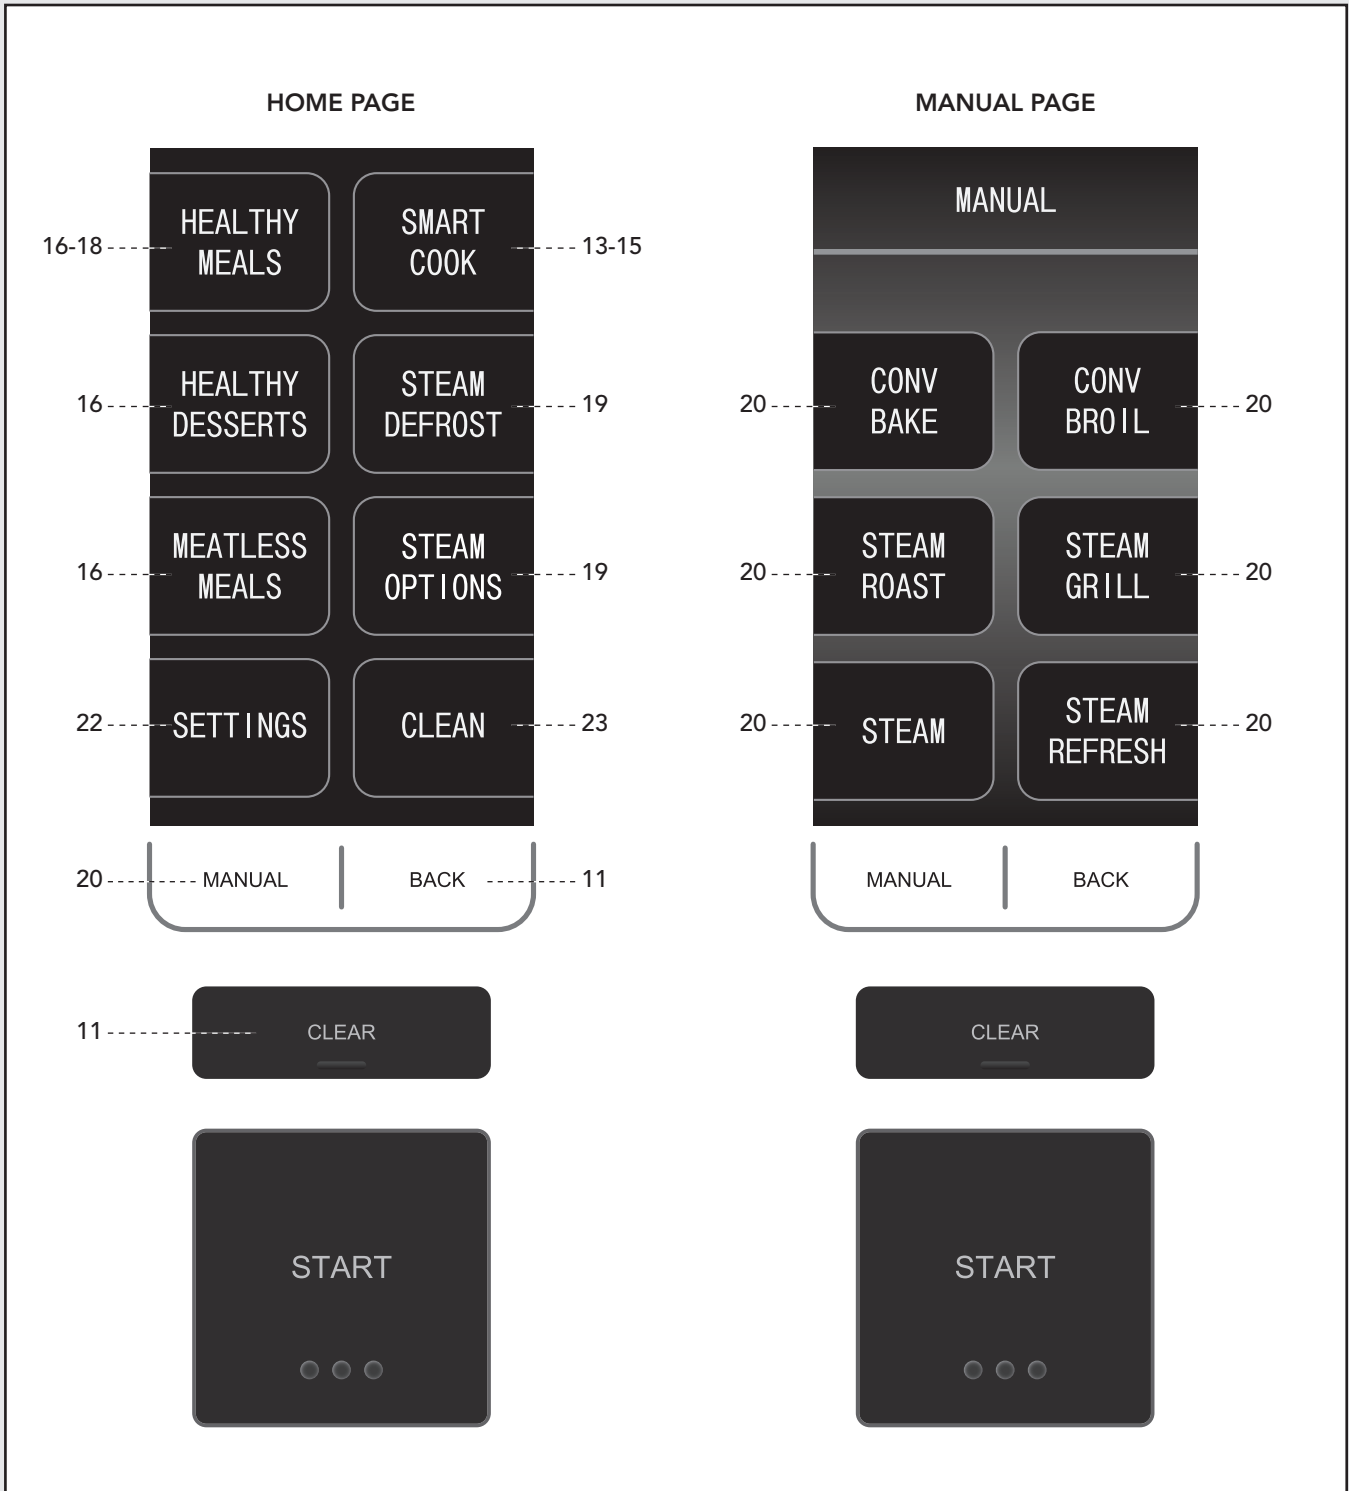 HOME PAGE
HEALTHY
MEALS
SMART
COOK
16-18
13-15
HEALTHY
DESSERTS
STEAM
DEFROST
16
19
MEATLESS
MEALS
STEAM
OPTIONS
16
19
SETTINGS
CLEAN
22
23
20
MANUAL
BACK
11
11
CLEAR
START
MANUAL PAGE
MANUAL
CONV
BAKE
CONV
BROIL
20
20
STEAM
ROAST
STEAM
GRILL
20
20
STEAM
STEAM
REFRESH
20
20
MANUAL
BACK
CLEAR
START